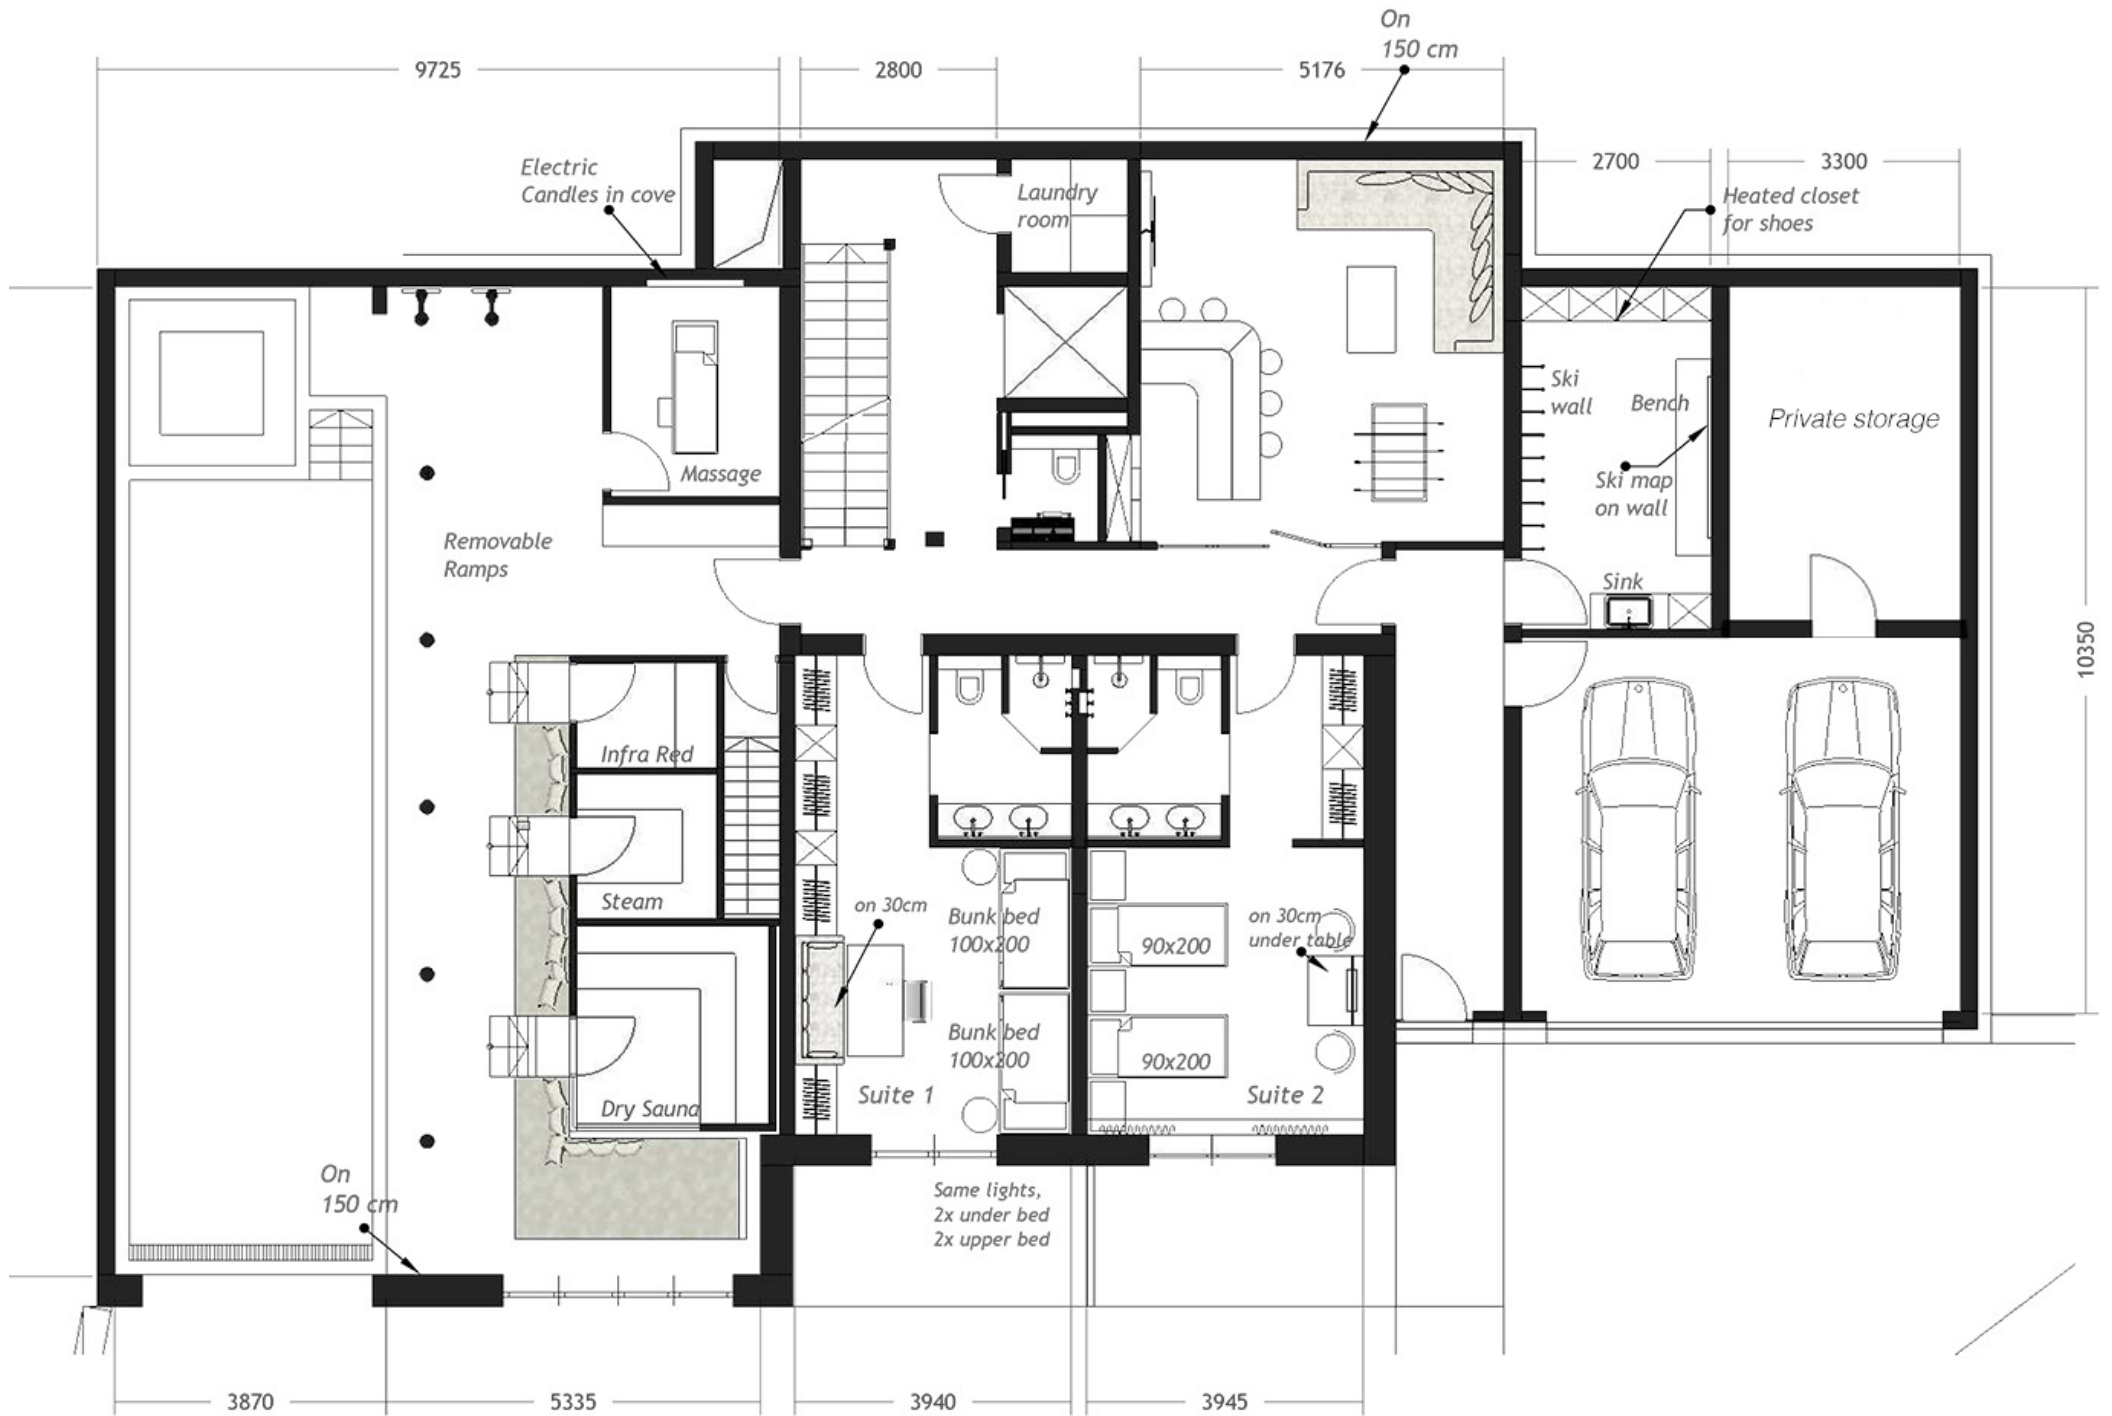 On
150 cm
9725
2800
5176
Electric
Candles in cove
Laundry
room
2700
3300
Heated closet
for shoes
Ski
wall
Bench
Private storage
Massage
Ski map
on wall
Removable
Ramps
Sink
10350
Infra Red
Steam
on 30cm
Bunk bed
100x200
90x200
on 30cm
under table
Bunk bed
100x200
90x200
Suite 1
Suite 2
Dry Sauna
On
150 cm
Same lights,
2x under bed
2x upper bed
3870
5335
3940
3945